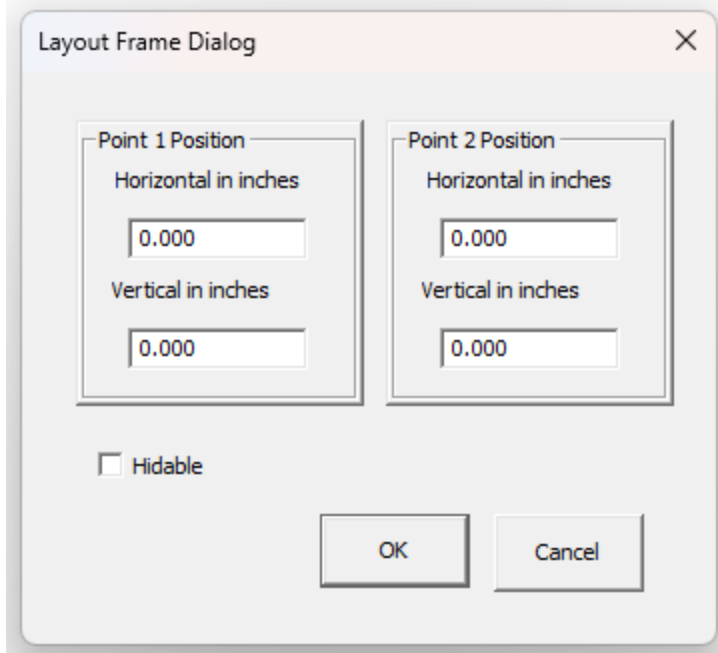 Layout Frame Dialog
Point 1 Position
Horizontal in inches
0.000
Vertical in inches
0.000
Point 2 Position
Horizontal in inches
0.000
Vertical in inches
0.000
Hidable
OK
Cancel